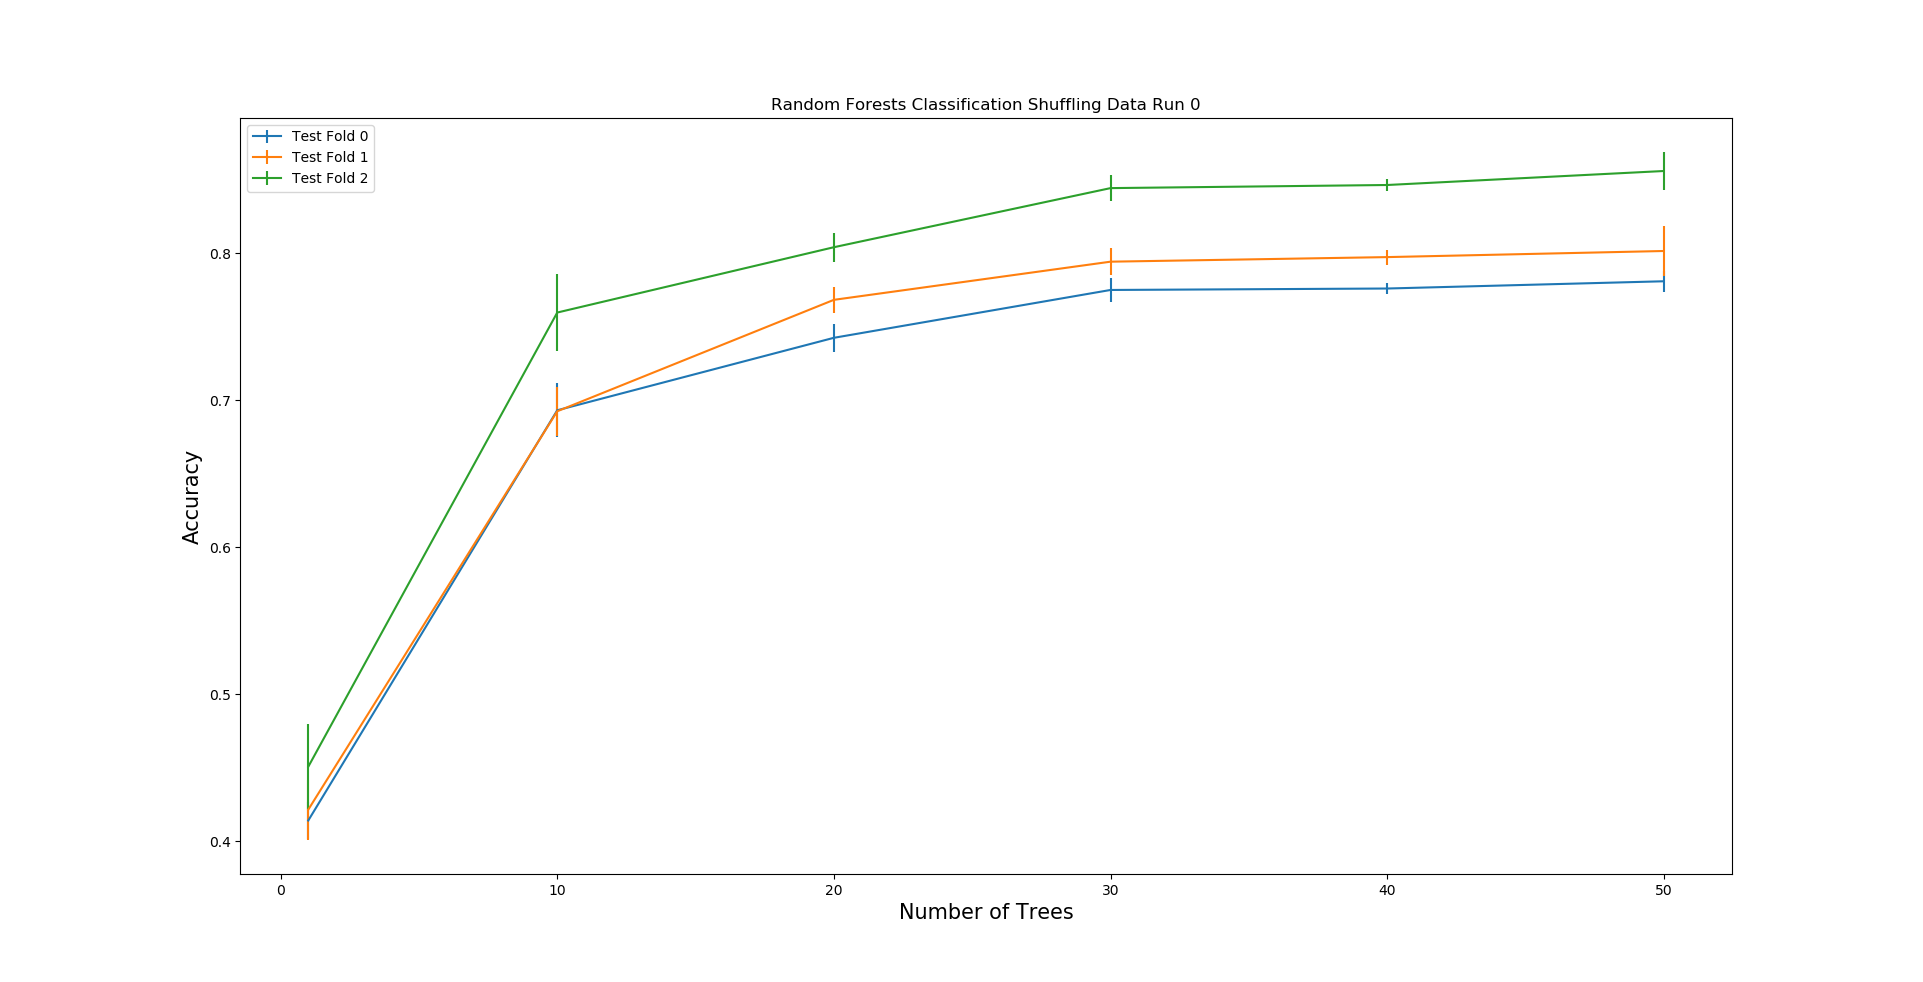 Random Forests Classification Shuffling Data Run 0
Test Fold 0
Test Fold 1
Test Fold 2
0.8
0.7
0.6
0.5
0.4
Accuracy
0 10 20 30 40 50
Number of Trees